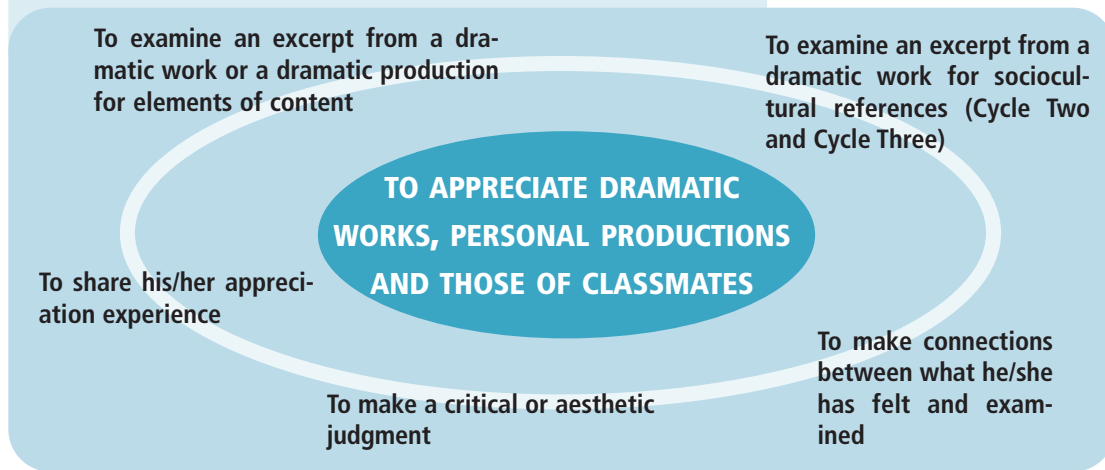 To examine an excerpt from a dra-
matic work or a dramatic production
for elements of content
To examine an excerpt from a
dramatic work for sociocul-
tural references (Cycle Two
and Cycle Three)
TO APPRECIATE DRAMATIC
WORKS, PERSONAL PRODUCTIONS
AND THOSE OF CLASSMATES
To share his/her appreci-
ation experience
To make connections
between what he/she
has felt and exam-
ined
To make a critical or aesthetic
judgment